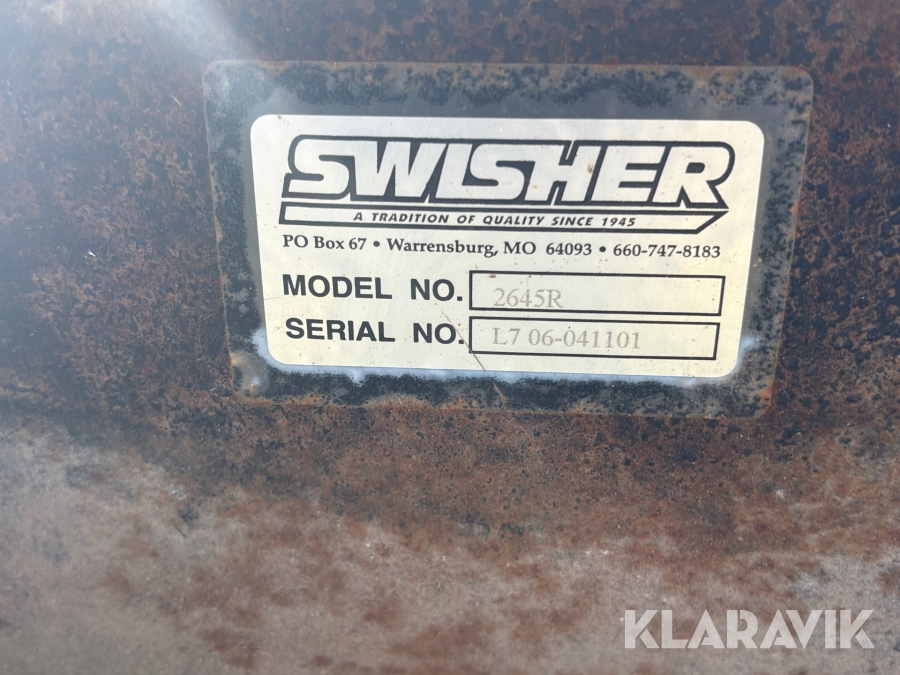 SWISHER
A TRADITION OF QUALITY SINCE 1945
PO Box 67 • Warrensburg, MO 64093 • 660-747-8183
MODEL NO. 2645R
SERIAL NO. L7 06-041101
KLARAVIK